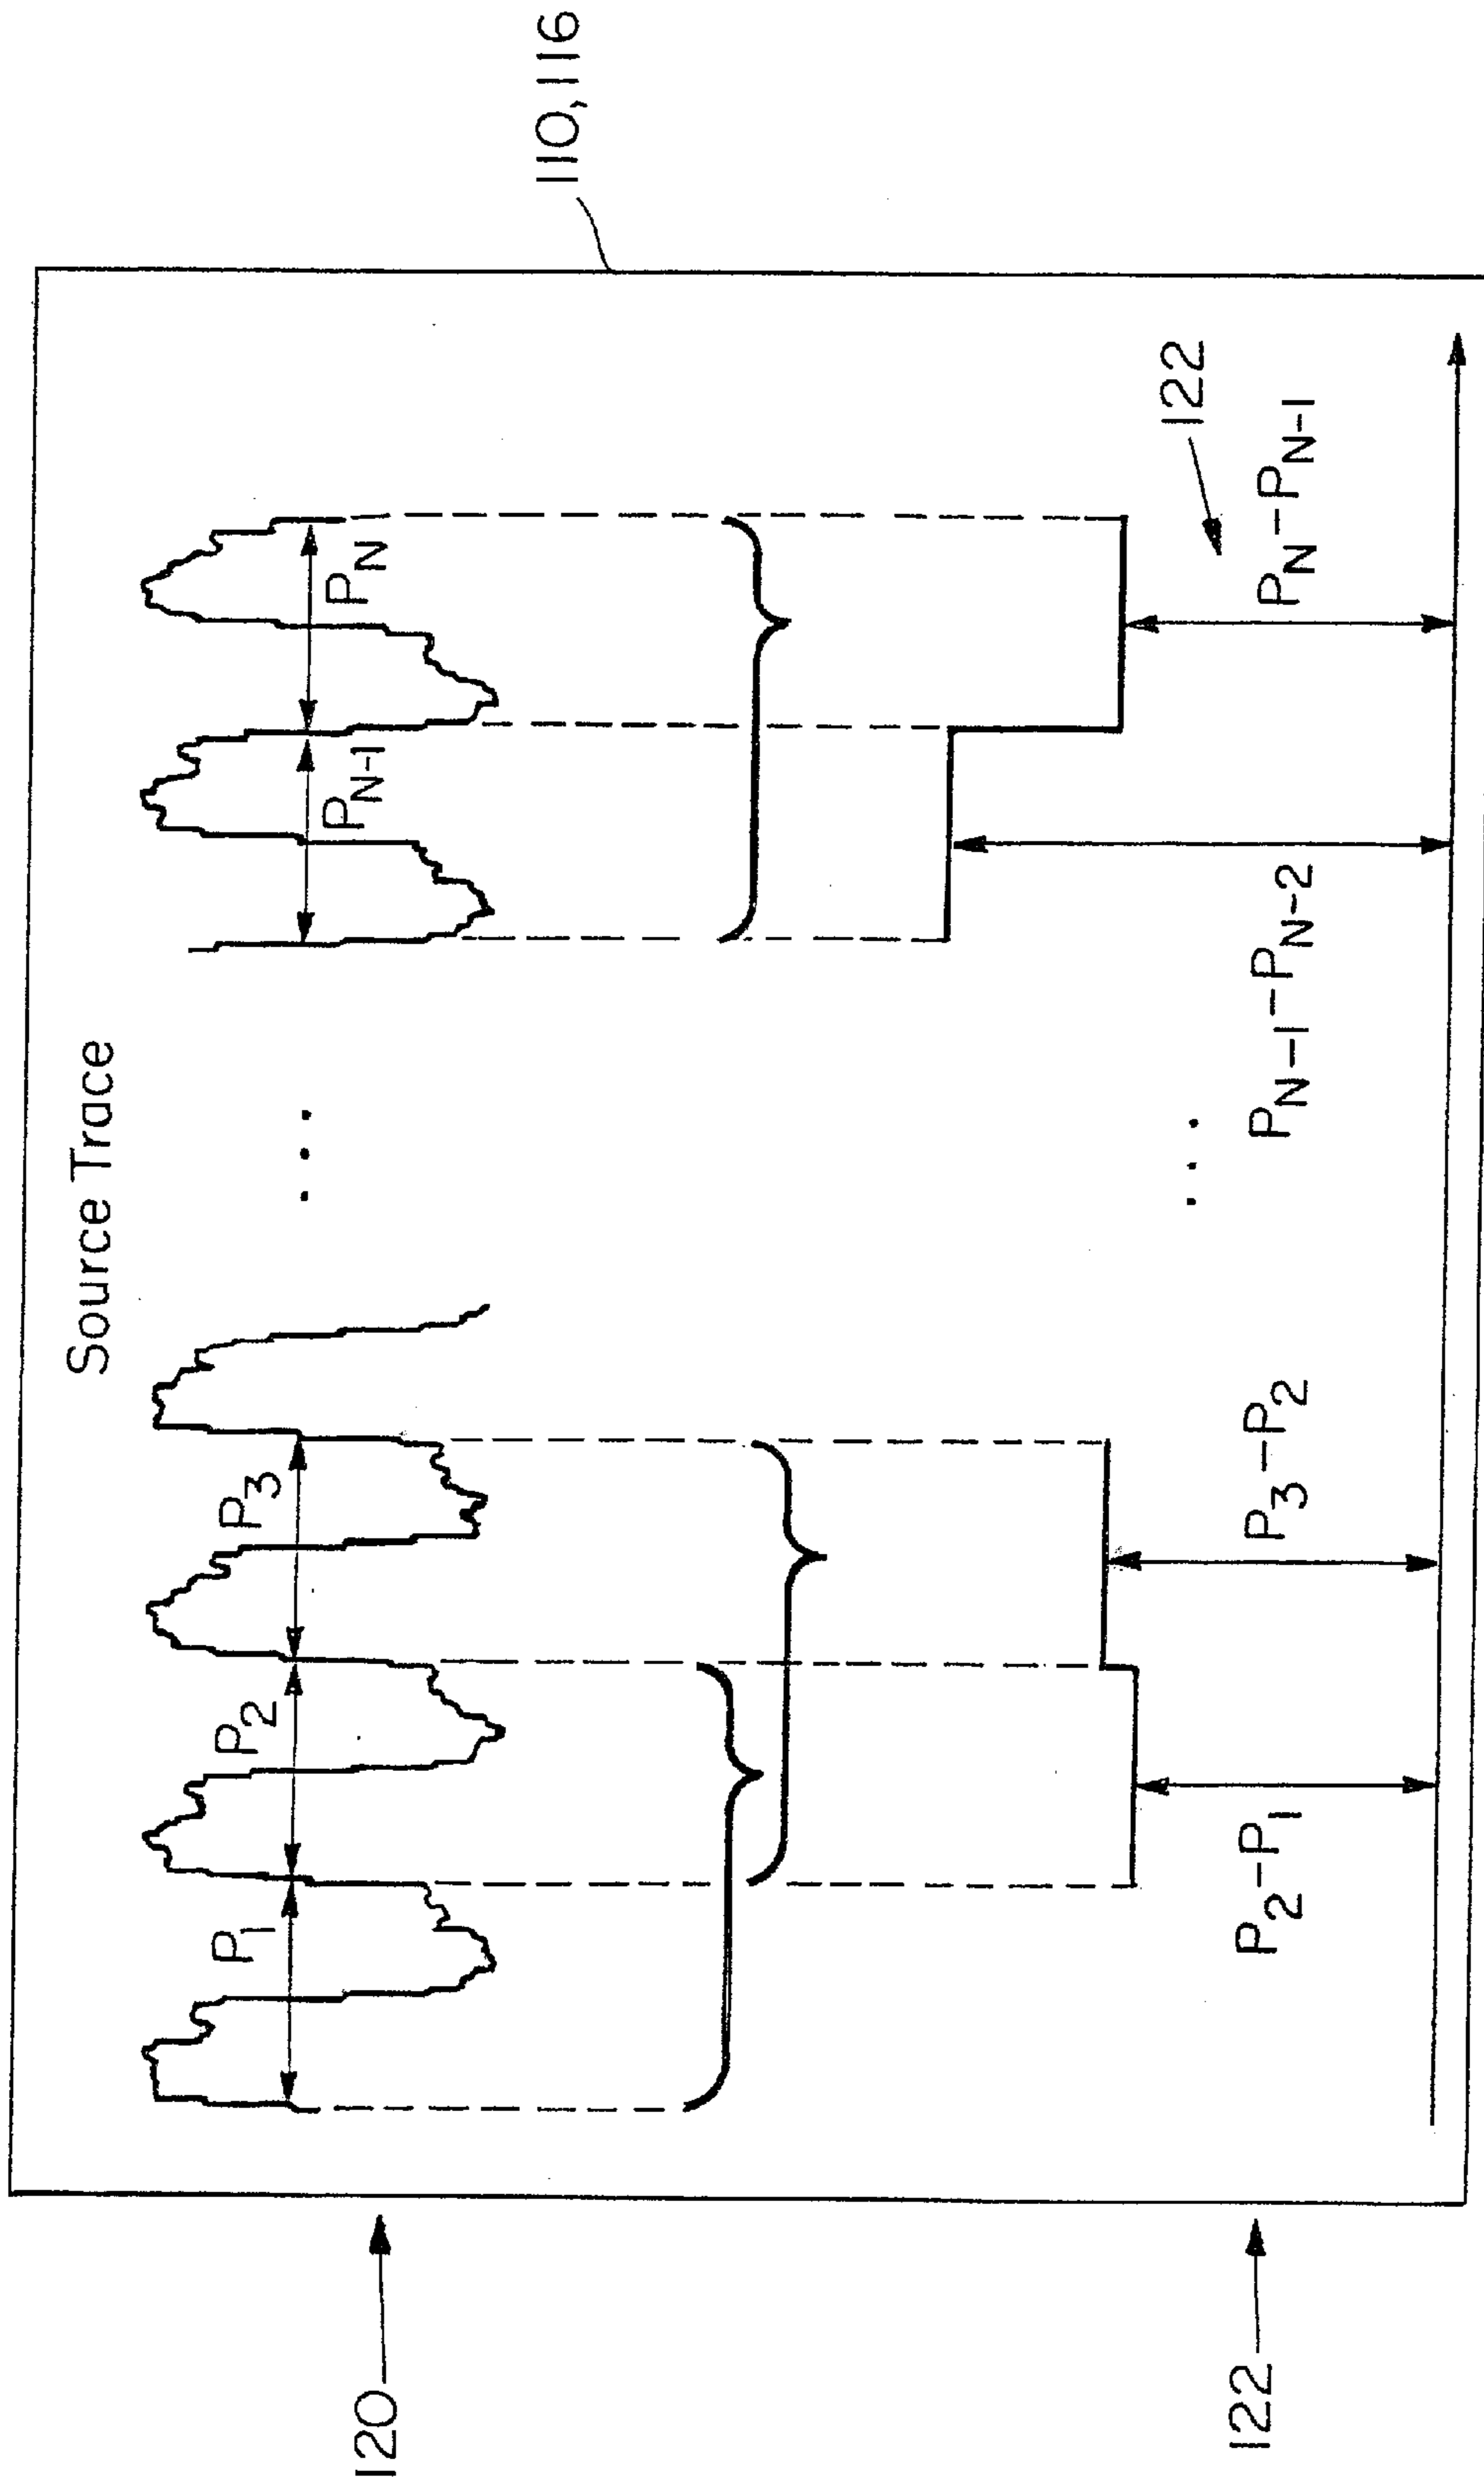 110, 116
Source Trace
120
P1
P2
P3
...
PN-1
PN
122
122
P2-P1
P3-P2
...
PN-1-PN-2
PN-PN-1